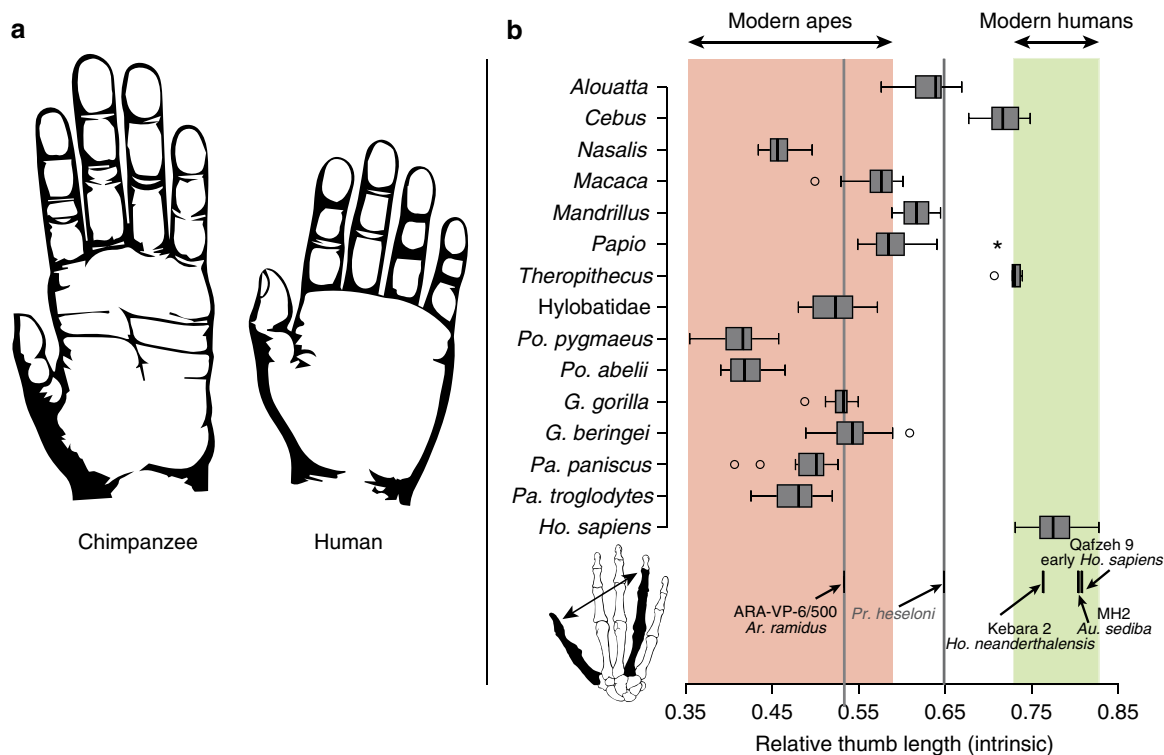 a
Chimpanzee
Human
b
Modern apes
Modern humans
Alouatta
Cebus
Nasalis
Macaca
Mandrillus
Papio
*
Theropithecus
Hylobatidae
Po. pygmaeus
Po. abelii
G. gorilla
G. beringei
Pa. paniscus
Pa. troglodytes
Ho. sapiens
Qafzeh 9
early Ho. sapiens
ARA-VP-6/500
Ar. ramidus
Pr. heseloni
Kebara 2
Ho. neanderthalensis
MH2
Au. sediba
0.35 0.45 0.55 0.65 0.75 0.85
Relative thumb length (intrinsic)